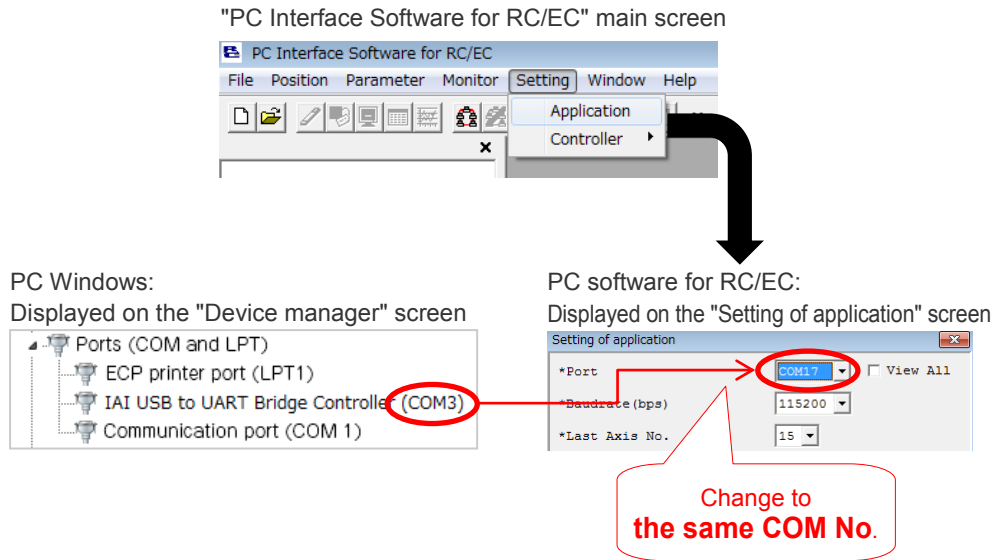 "PC Interface Software for RC/EC" main screen
PC Interface Software for RC/EC
File Position Parameter Monitor Setting Window Help
Application
Controller
PC Windows:
Displayed on the "Device manager" screen
Ports (COM and LPT)
ECP printer port (LPT1)
IAI USB to UART Bridge Controller (COM3)
Communication port (COM 1)
PC software for RC/EC:
Displayed on the "Setting of application" screen
Setting of application
*Port COM17 View All
*Baudrate(bps) 115200
*Last Axis No. 15
Change to
the same COM No.